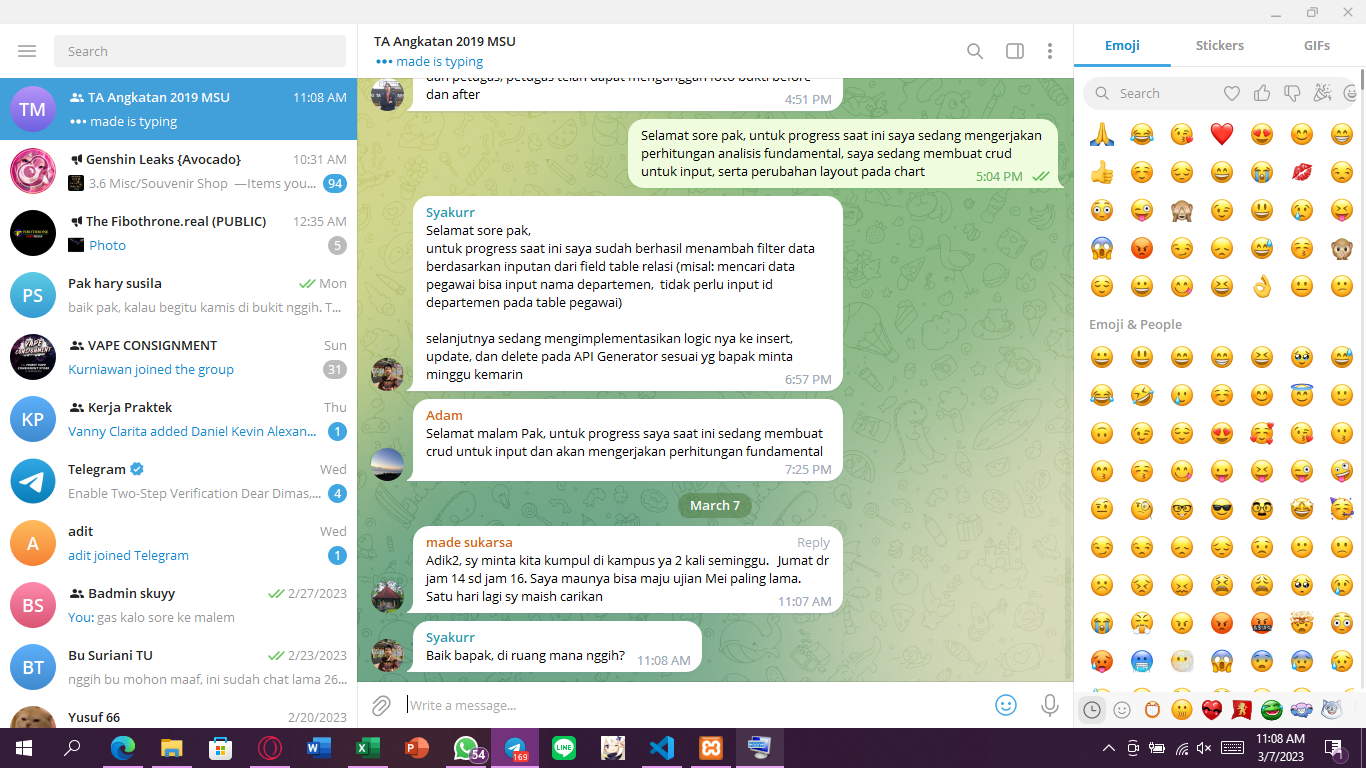 Search
TM
TA Angkatan 2019 MSU
11:08 AM
made is typing
Genshin Leaks {Avocado}
10:31 AM
3.6 Misc/Souvenir Shop —Items you...
94
The Fibothrone.real (PUBLIC)
12:35 AM
Photo
5
PS
Pak hary susila
Mon
baik pak, kalau begitu kamis di bukit nggih. T...
VAPE CONSIGNMENT
Sun
Kurniawan joined the group
31
KP
Kerja Praktek
Thu
Vanny Clarita added Daniel Kevin Alexan...
1
Telegram
Wed
Enable Two-Step Verification Dear Dimas,...
4
A
adit
Wed
adit joined Telegram
1
BS
Badmin skuyy
2/27/2023
You: gas kalo sore ke malem
BT
Bu Suriani TU
2/23/2023
nggih bu mohon maaf, ini sudah chat lama 26...
Yusuf 66
2/20/2023
TA Angkatan 2019 MSU
made is typing
dari petugas, petugas telah dapat mengunggah foto bukti before
dan after
4:51 PM
Selamat sore pak, untuk progress saat ini saya sedang mengerjakan
perhitungan analisis fundamental, saya sedang membuat crud
untuk input, serta perubahan layout pada chart
5:04 PM
Syakurr
Selamat sore pak,
untuk progress saat ini saya sudah berhasil menambah filter data
berdasarkan inputan dari field table relasi (misal: mencari data
pegawai bisa input nama departemen, tidak perlu input id
departemen pada table pegawai)
selanjutnya sedang mengimplementasikan logic nya ke insert,
update, dan delete pada API Generator sesuai yg bapak minta
minggu kemarin
6:57 PM
Adam
Selamat malam Pak, untuk progress saya saat ini sedang membuat
crud untuk input dan akan mengerjakan perhitungan fundamental
7:25 PM
March 7
made sukarsa
Reply
Adik2, sy minta kita kumpul di kampus ya 2 kali seminggu. Jumat dr
jam 14 sd jam 16. Saya maunya bisa maju ujian Mei paling lama.
Satu hari lagi sy maish carikan
11:07 AM
Syakurr
Baik bapak, di ruang mana nggih?
11:08 AM
Write a message...
Emoji
Stickers
GIFs
Search
Emoji & People
54
169
LINE
11:08 AM
3/7/2023
1